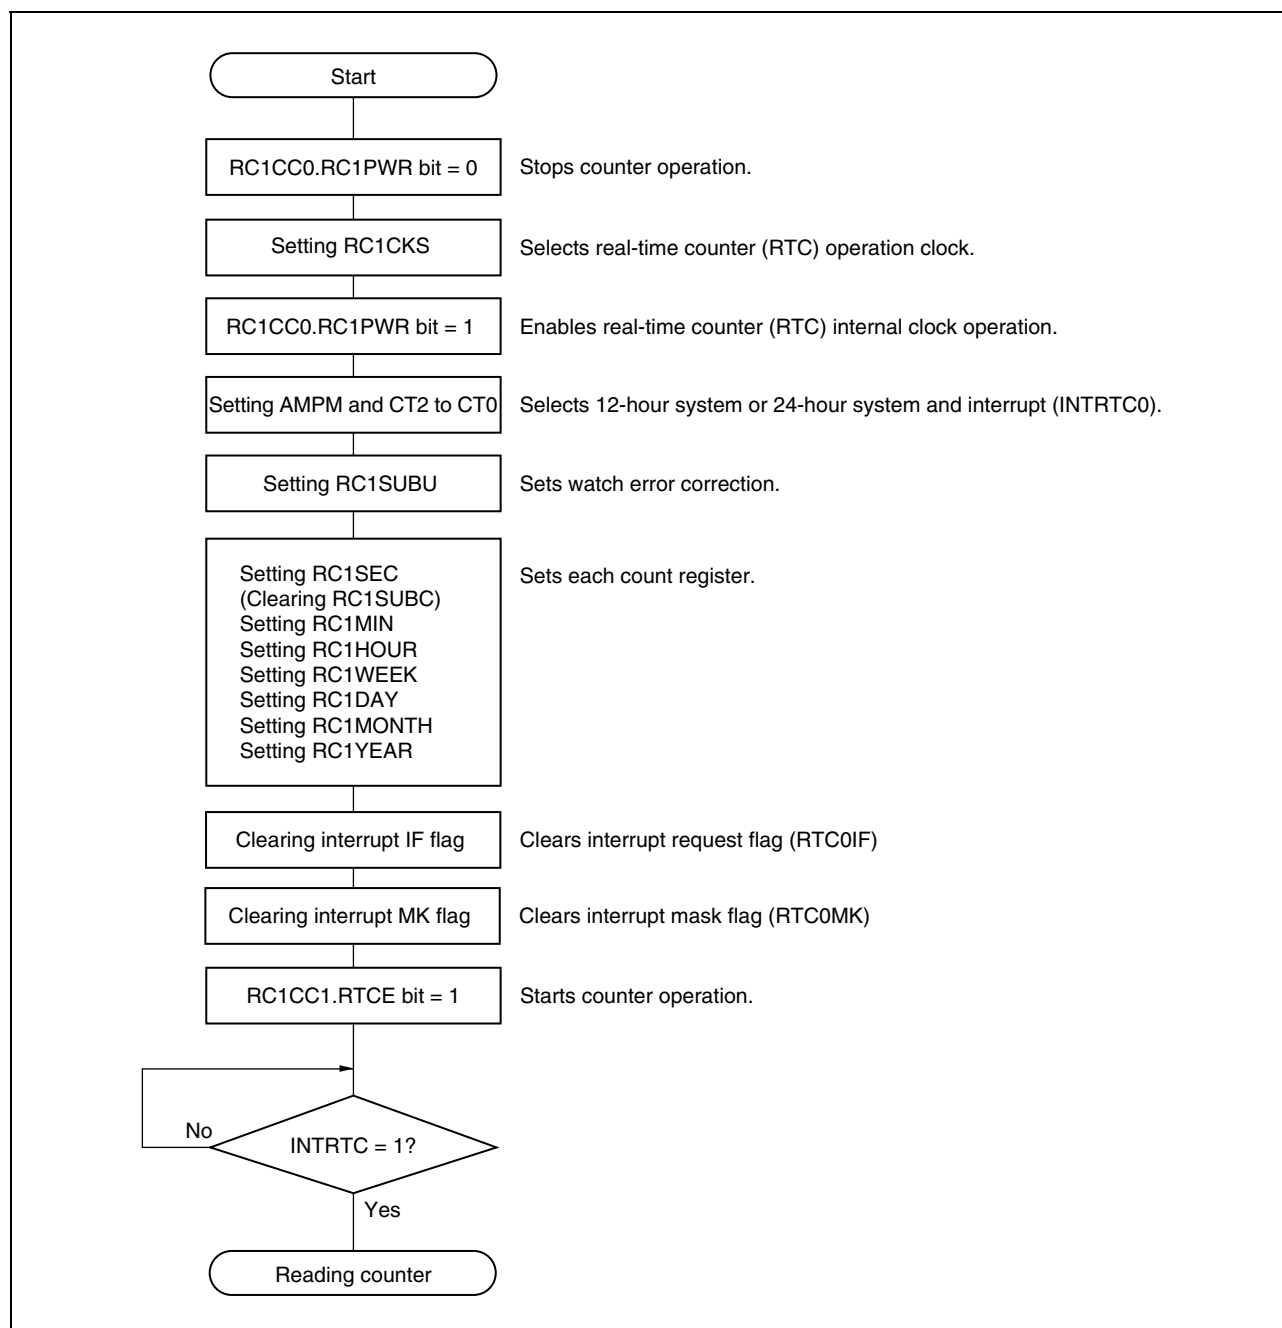 Start
RC1CC0.RC1PWR bit = 0
Stops counter operation.
Setting RC1CKS
Selects real-time counter (RTC) operation clock.
RC1CC0.RC1PWR bit = 1
Enables real-time counter (RTC) internal clock operation.
Setting AMPM and CT2 to CT0
Selects 12-hour system or 24-hour system and interrupt (INTRTC0).
Setting RC1SUBU
Sets watch error correction.
Setting RC1SEC
Sets each count register.
(Clearing RC1SUBC)
Setting RC1MIN
Setting RC1HOUR
Setting RC1WEEK
Setting RC1DAY
Setting RC1MONTH
Setting RC1YEAR
Clearing interrupt IF flag
Clears interrupt request flag (RTC0IF)
Clearing interrupt MK flag
Clears interrupt mask flag (RTC0MK)
RC1CC1.RTCE bit = 1
Starts counter operation.
No
INTRTC = 1?
Yes
Reading counter